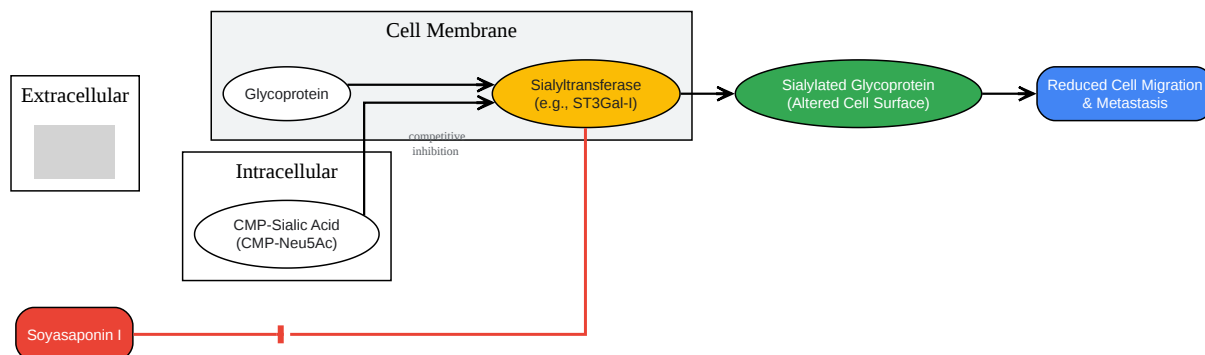 Cell Membrane
Extracellular
Glycoprotein
Sialyltransferase
(e.g., ST3Gal-I)
Sialylated Glycoprotein
(Altered Cell Surface)
Reduced Cell Migration
& Metastasis
competitive
inhibition
Intracellular
CMP-Sialic Acid
(CMP-Neu5Ac)
Soyasaponin I